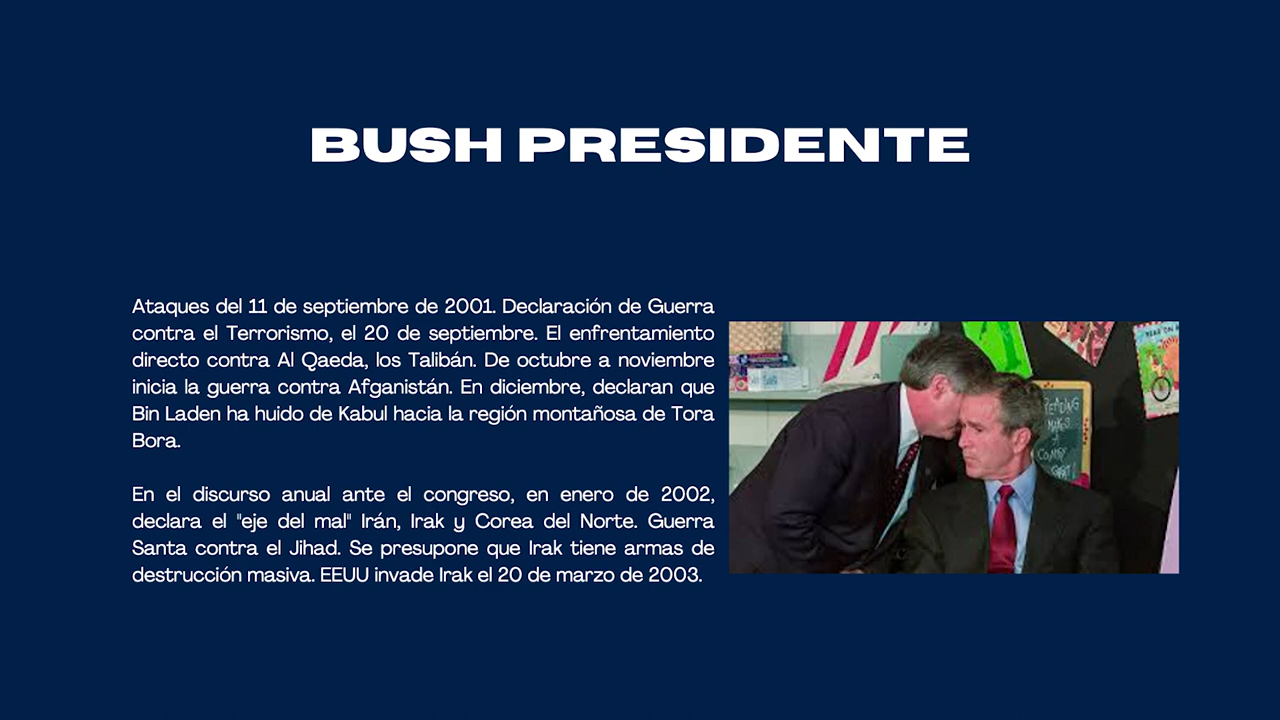 BUSH PRESIDENTE
Ataques del 11 de septiembre de 2001. Declaración de Guerra
contra el Terrorismo, el 20 de septiembre. El enfrentamiento
directo contra Al Qaeda, los Talibán. De octubre a noviembre
inicia la guerra contra Afganistán. En diciembre, declaran que
Bin Laden ha huido de Kabul hacia la región montañosa de Tora
Bora.
En el discurso anual ante el congreso, en enero de 2002,
declara el "eje del mal" Irán, Irak y Corea del Norte. Guerra
Santa contra el Jihad. Se presupone que Irak tiene armas de
destrucción masiva. EEUU invade Irak el 20 de marzo de 2003.
READING
MAKES
A